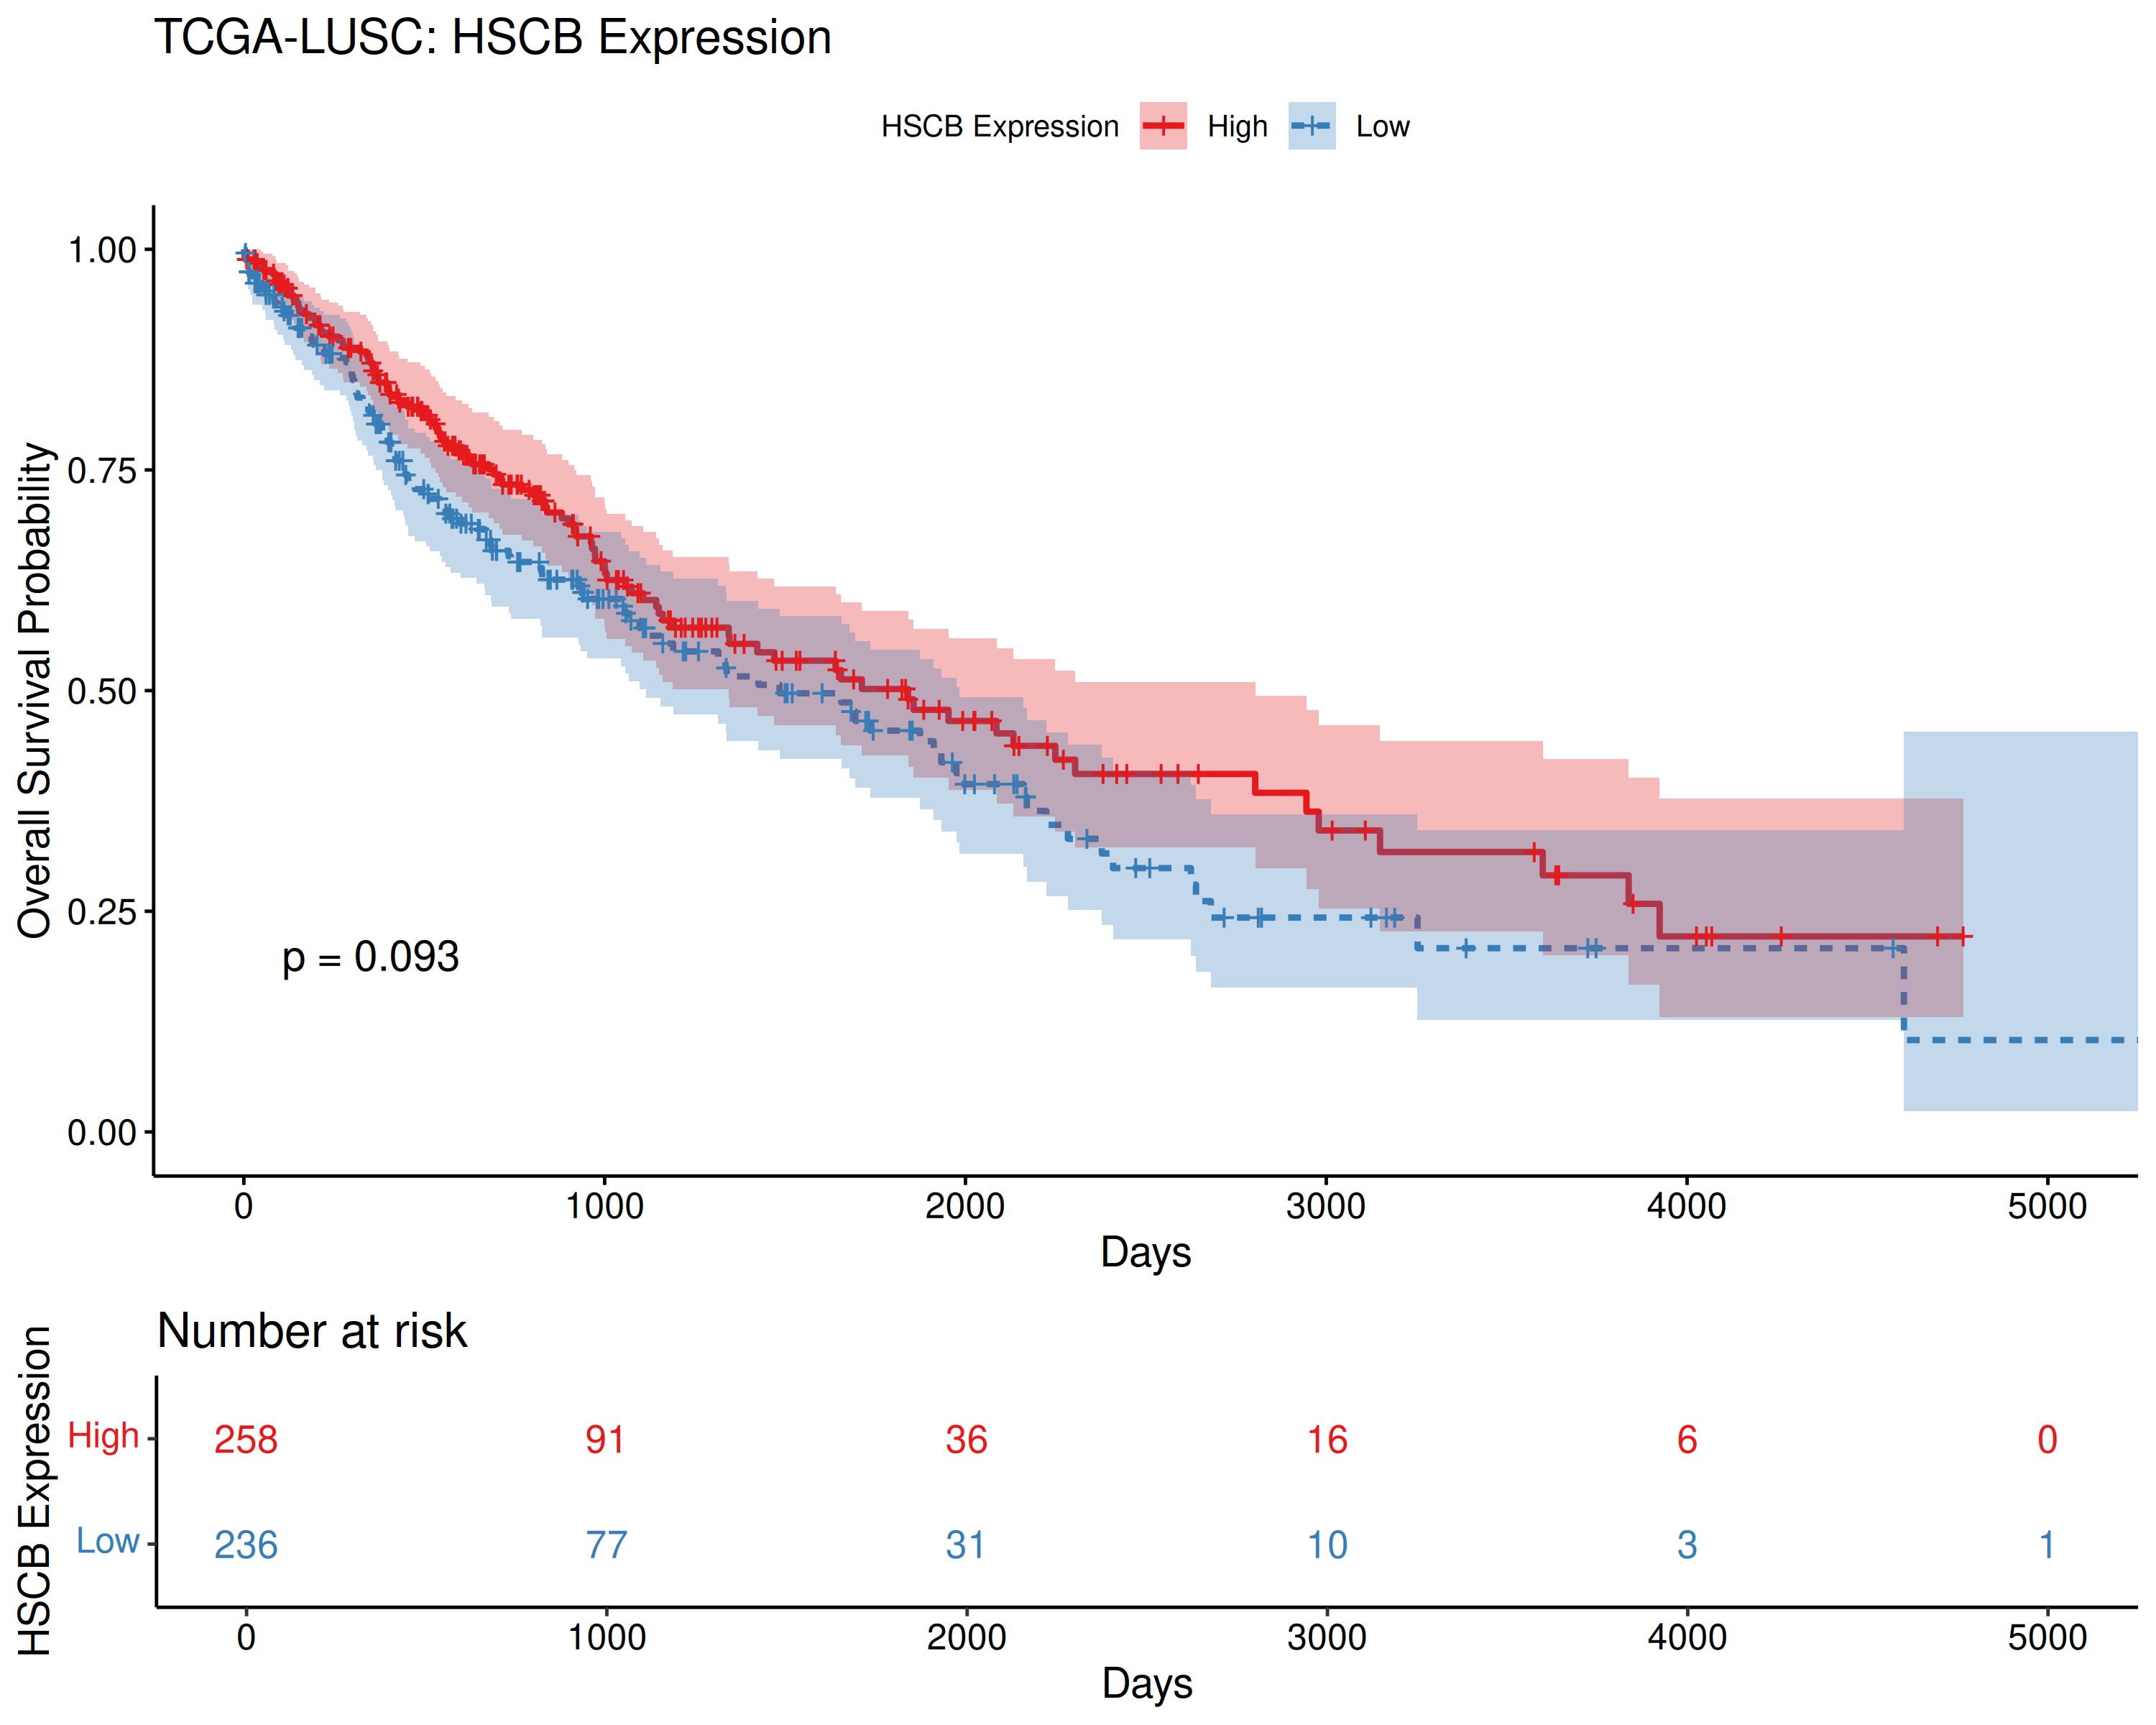 TCGA-LUSC: HSCB Expression
HSCB Expression High Low
Overall Survival Probability
1.00
0.75
0.50
0.25
0.00
p = 0.093
0 1000 2000 3000 4000 5000
Days
Number at risk
HSCB Expression
High 258 91 36 16 6 0
Low 236 77 31 10 3 1
0 1000 2000 3000 4000 5000
Days